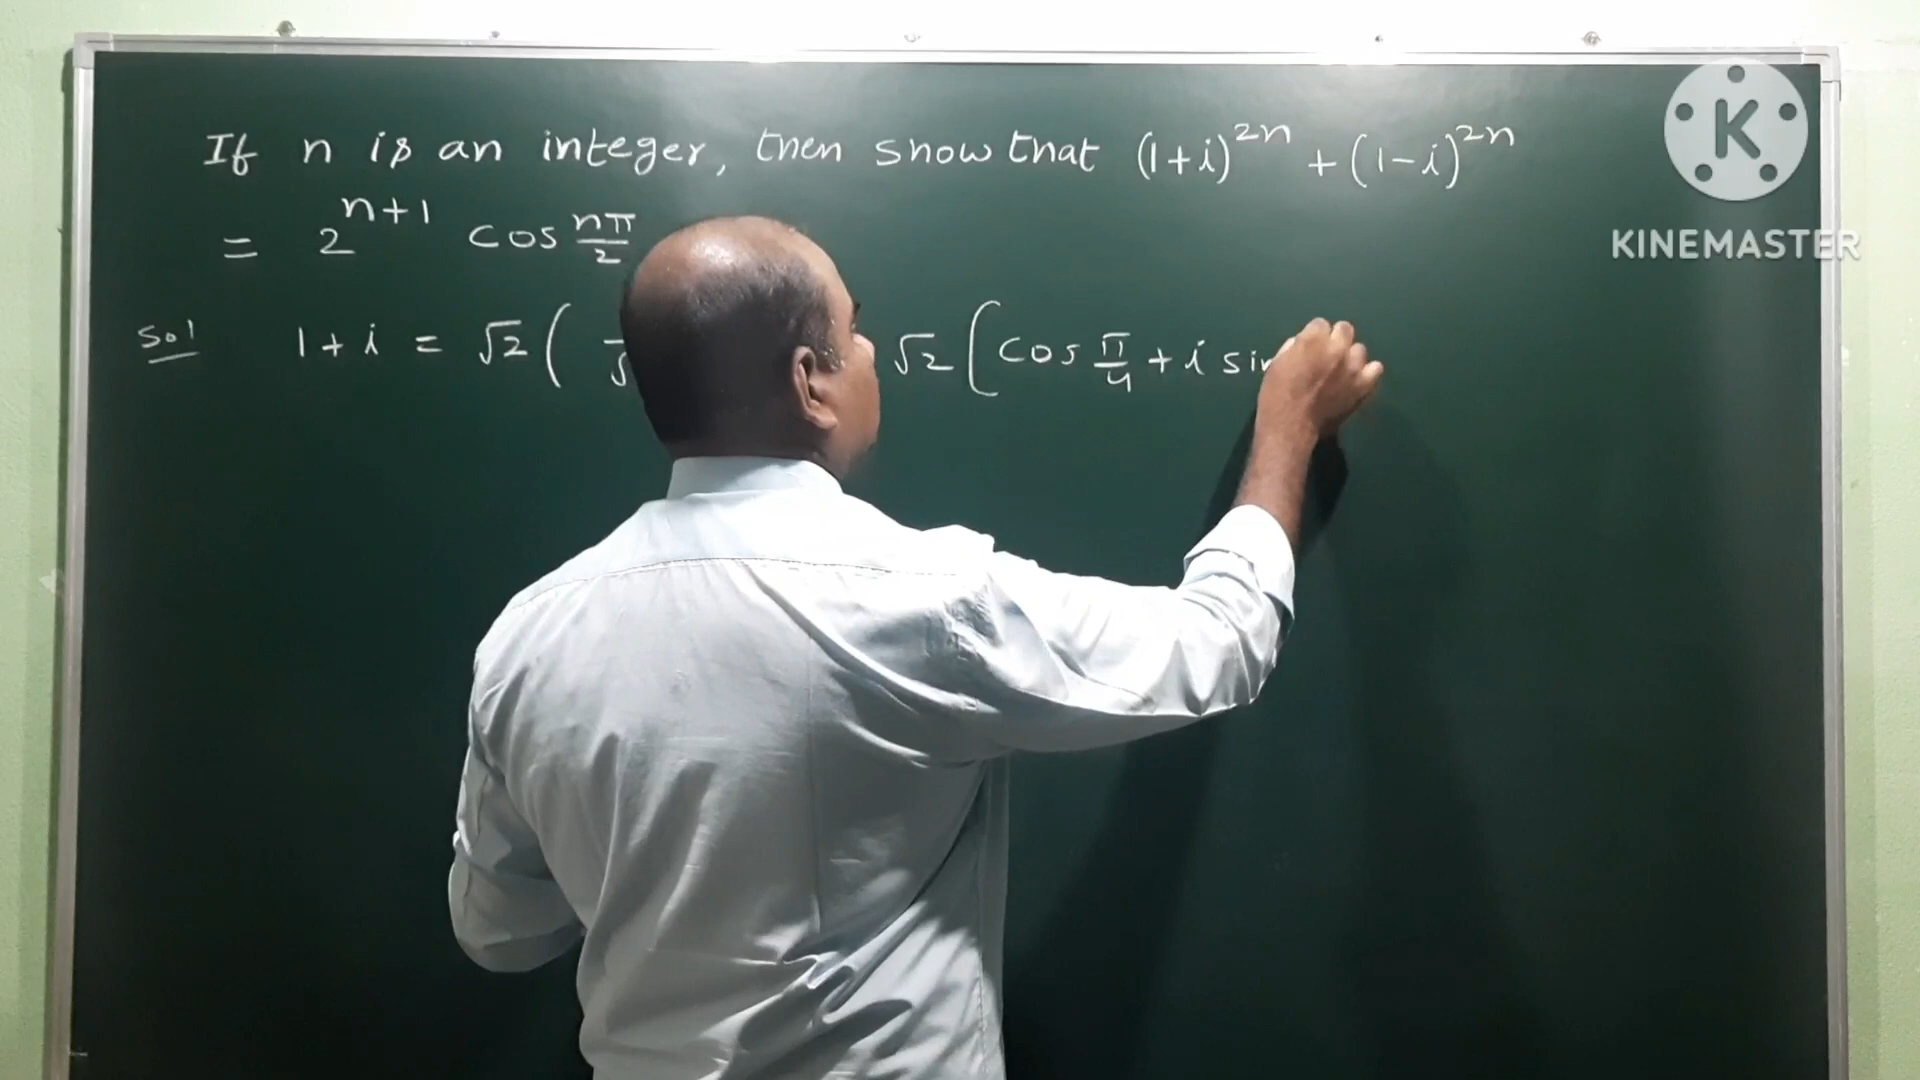 If n is an integer, then show that (1+i)^2n + (1-i)^2n
= 2^n+1 cos nπ/2
Sol 1+i = √2 ( √2 [cos π/4 + i sin
K
KINEMASTER